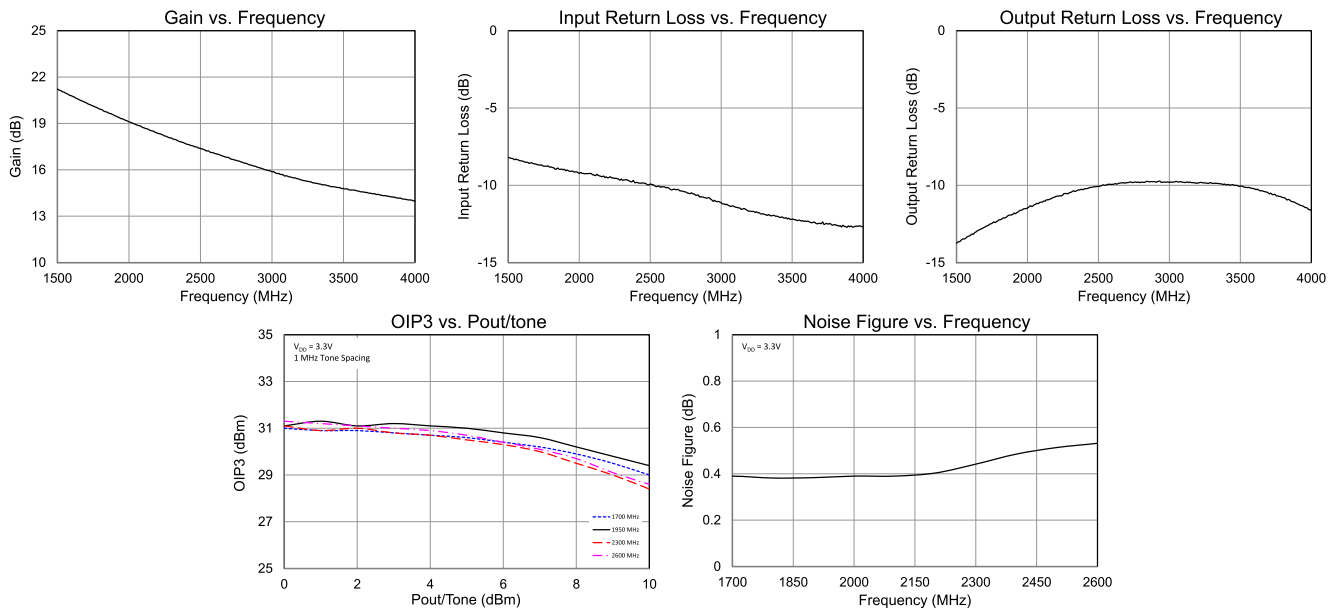 Gain vs. Frequency
25
22
19
16
13
10
Gain (dB)
1500 2000 2500 3000 3500 4000
Frequency (MHz)
Input Return Loss vs. Frequency
0
-5
-10
-15
Input Return Loss (dB)
1500 2000 2500 3000 3500 4000
Frequency (MHz)
Output Return Loss vs. Frequency
0
-5
-10
-15
Output Return Loss (dB)
1500 2000 2500 3000 3500 4000
Frequency (MHz)
OIP3 vs. Pout/tone
35
33
31
29
27
25
OIP3 (dBm)
VDD = 3.3V
1 MHz Tone Spacing
1700 MHz
1950 MHz
2300 MHz
2600 MHz
0 2 4 6 8 10
Pout/Tone (dBm)
Noise Figure vs. Frequency
1
0.8
0.6
0.4
0.2
0
Noise Figure (dB)
VDD = 3.3V
1700 1850 2000 2150 2300 2450 2600
Frequency (MHz)